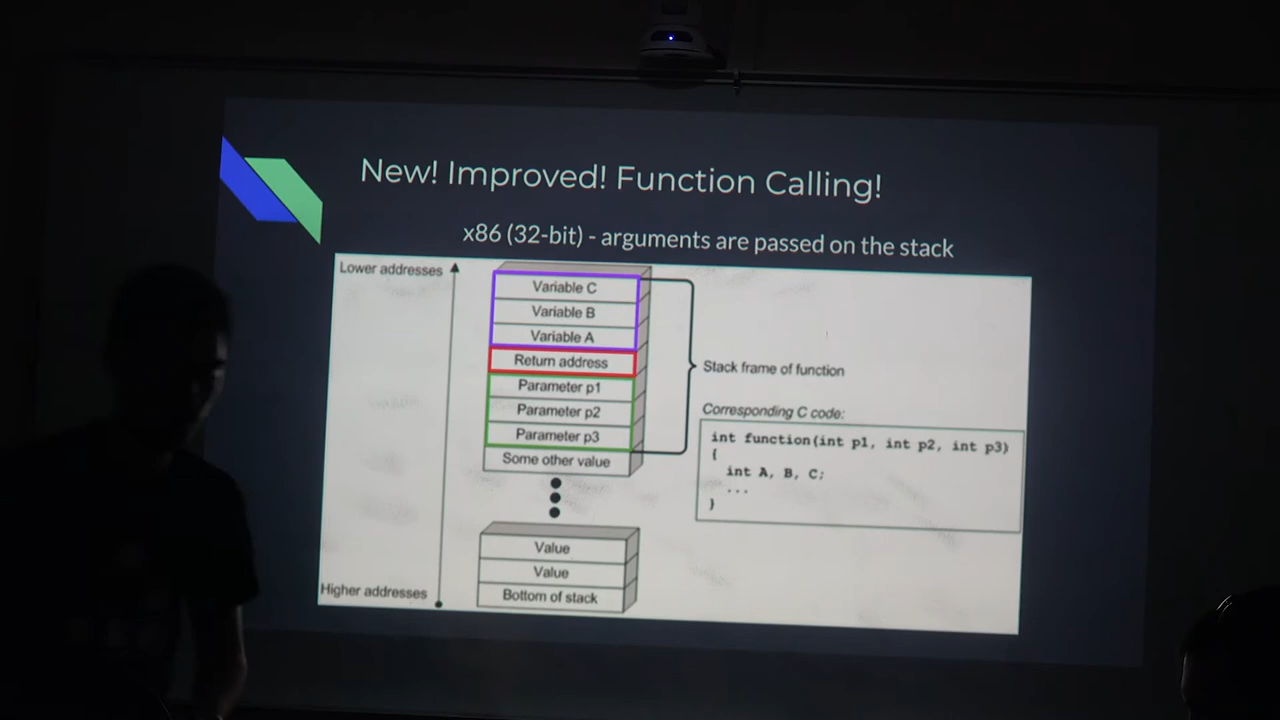 New! Improved! Function Calling!
x86 (32-bit) - arguments are passed on the stack
Lower addresses
Variable C
Variable B
Variable A
Return address
Parameter p1
Parameter p2
Parameter p3
Some other value
Stack frame of function
Corresponding C code:
int function(int p1, int p2, int p3)
{
int A, B, C;
...
}
Value
Value
Bottom of stack
Higher addresses